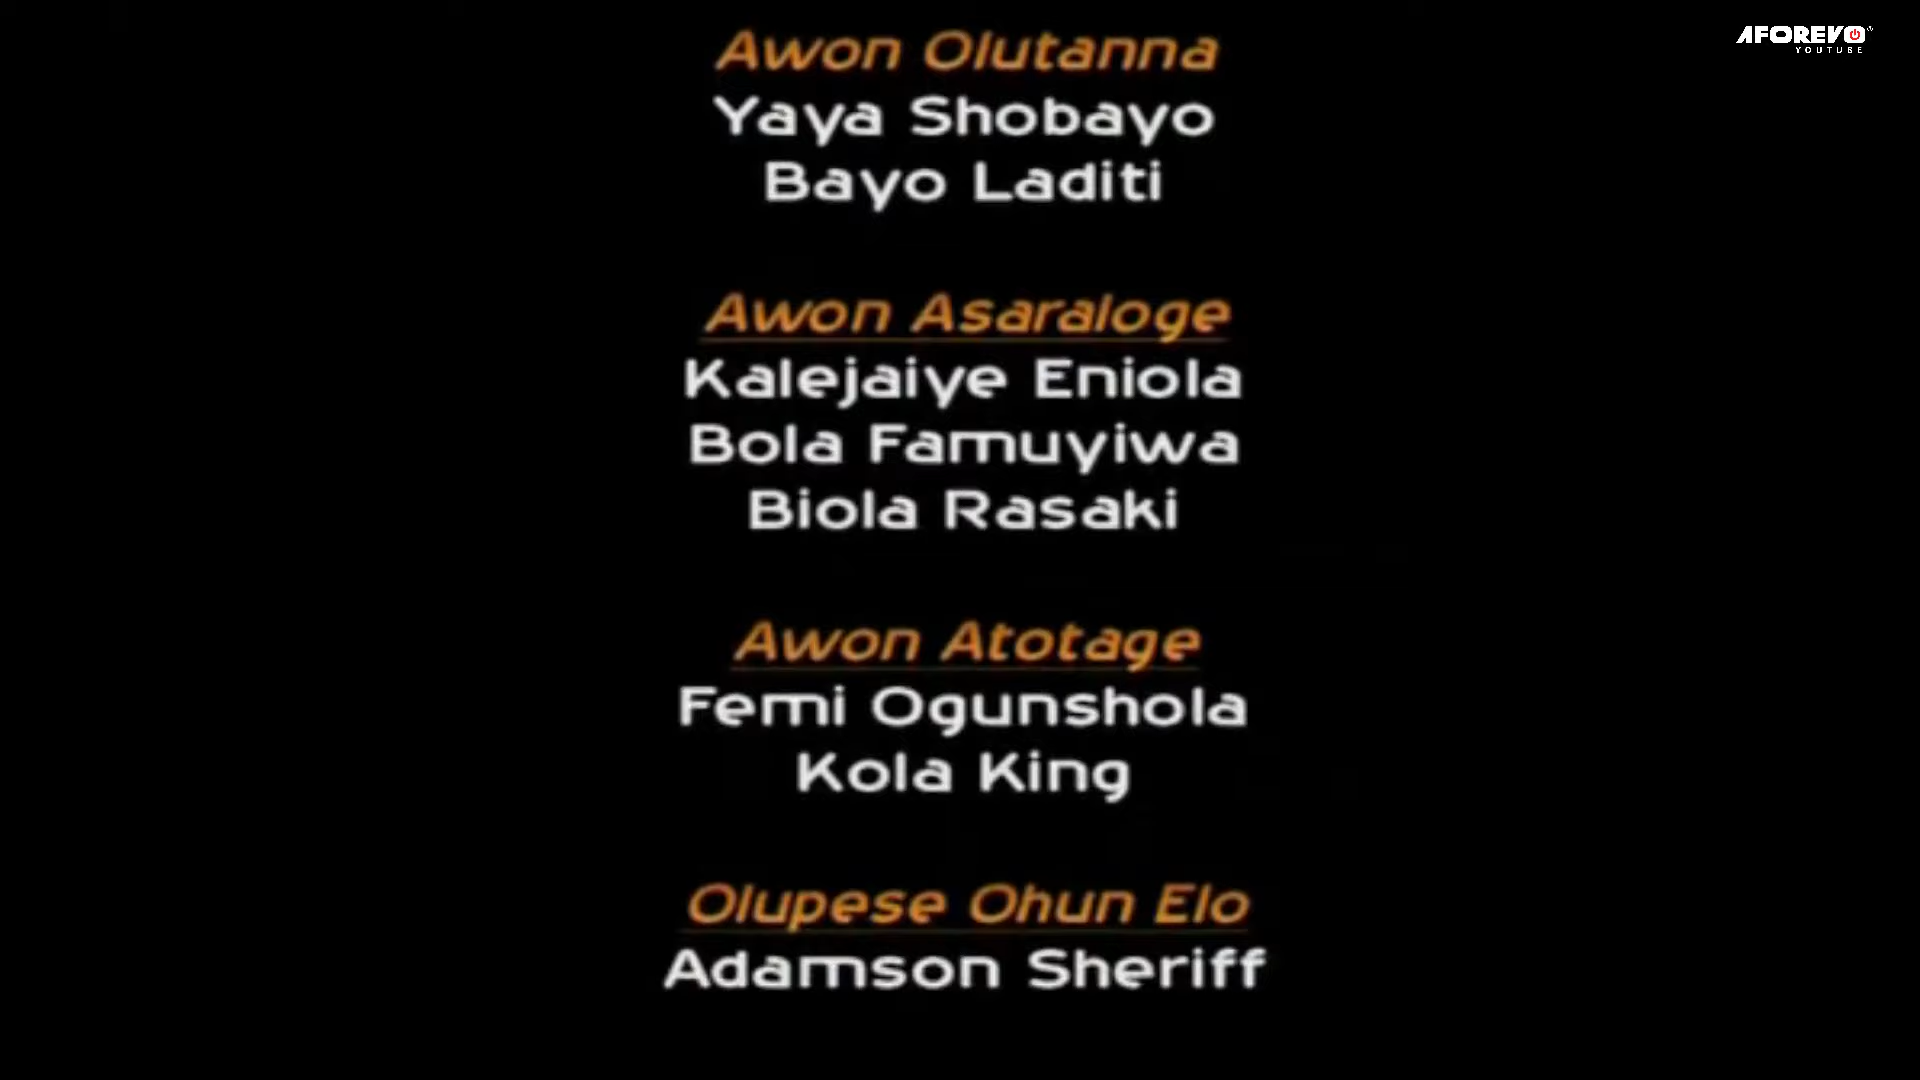 AFOREVO
YOUTUBE
Awon Olutanna
Yaya Shobayo
Bayo Laditi
Awon Asaraloge
Kalejaiye Eniola
Bola Famuyiwa
Biola Rasaki
Awon Atotage
Femi Ogunshola
Kola King
Olupese Ohun Elo
Adamson Sheriff